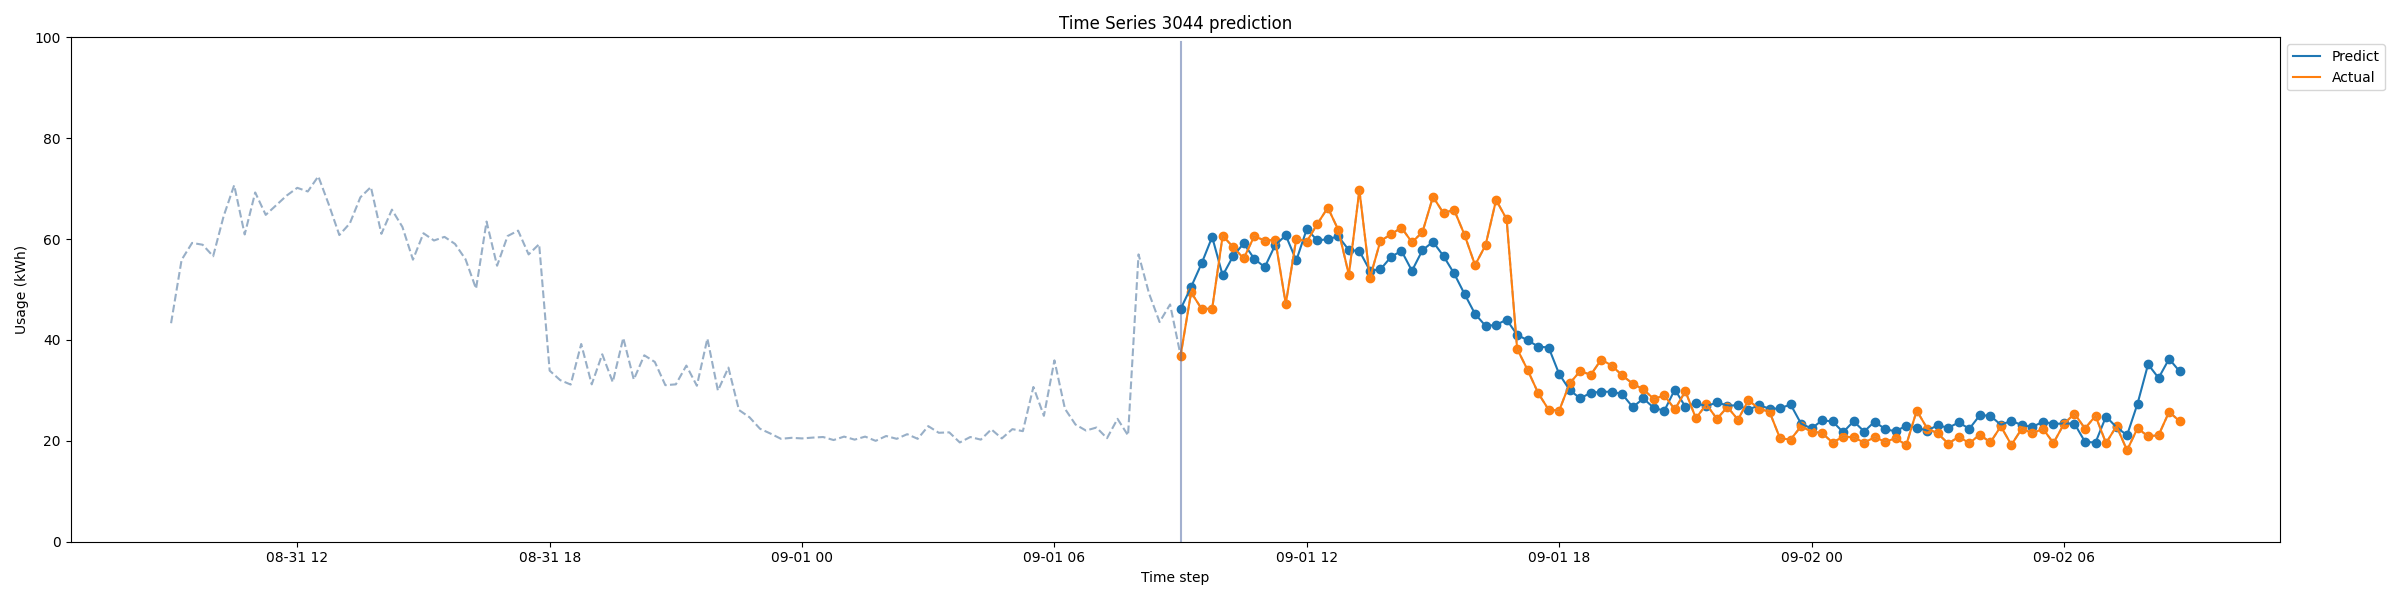 Time Series 3044 prediction
Predict
Actual
Usage (kWh)
100
80
60
40
20
0
08-31 12
08-31 18
09-01 00
09-01 06
09-01 12
09-01 18
09-02 00
09-02 06
Time step